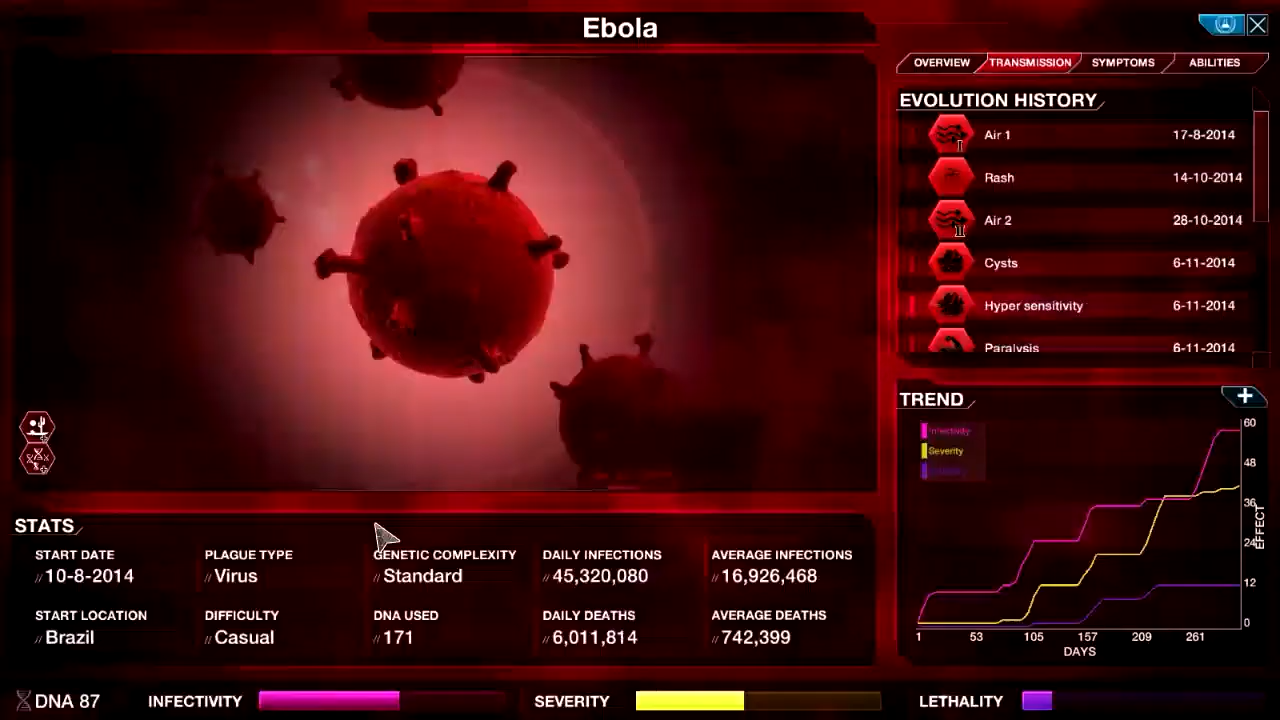 Ebola
OVERVIEW TRANSMISSION SYMPTOMS ABILITIES
EVOLUTION HISTORY
I Air 1 17-8-2014
Rash 14-10-2014
II Air 2 28-10-2014
Cysts 6-11-2014
Hyper sensitivity 6-11-2014
Paralysis 6-11-2014
TREND
+
Infectivity
Severity
60
48
36
24
12
0
EFFECT
1 53 105 157 209 261
DAYS
STATS
START DATE PLAGUE TYPE GENETIC COMPLEXITY DAILY INFECTIONS AVERAGE INFECTIONS
// 10-8-2014 // Virus // Standard // 45,320,080 // 16,926,468
START LOCATION DIFFICULTY DNA USED DAILY DEATHS AVERAGE DEATHS
// Brazil // Casual // 171 // 6,011,814 // 742,399
DNA 87 INFECTIVITY SEVERITY LETHALITY